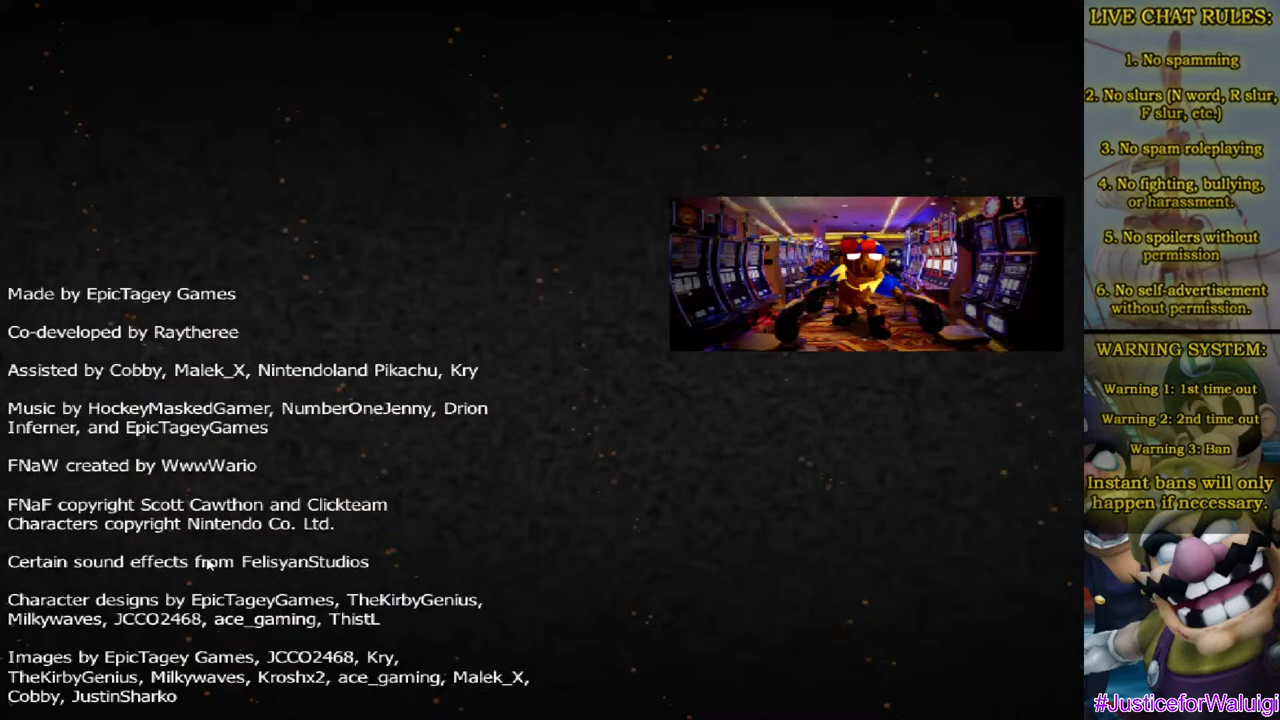 Made by EpicTagey Games
Co-developed by Raytheree
Assisted by Cobby, Malek_X, Nintendoland Pikachu, Kry
Music by HockeyMaskedGamer, NumberOneJenny, Drion
Inferner, and EpicTageyGames
FNaW created by WwwWario
FNaF copyright Scott Cawthon and Clickteam
Characters copyright Nintendo Co. Ltd.
Certain sound effects from FelisyanStudios
Character designs by EpicTageyGames, TheKirbyGenius,
Milkywaves, JCCO2468, ace_gaming, ThistL
Images by EpicTagey Games, JCCO2468, Kry,
TheKirbyGenius, Milkywaves, Kroshx2, ace_gaming, Malek_X,
Cobby, JustinSharko
LIVE CHAT RULES:
1. No spamming
2. No slurs (N word, R slur,
F slur, etc.)
3. No spam roleplaying
4. No fighting, bullying,
or harassment.
5. No spoilers without
permission
6. No self-advertisement
without permission.
WARNING SYSTEM:
Warning 1: 1st time out
Warning 2: 2nd time out
Warning 3: Ban
Instant bans will only
happen if necessary.
#JusticeforWaluigi